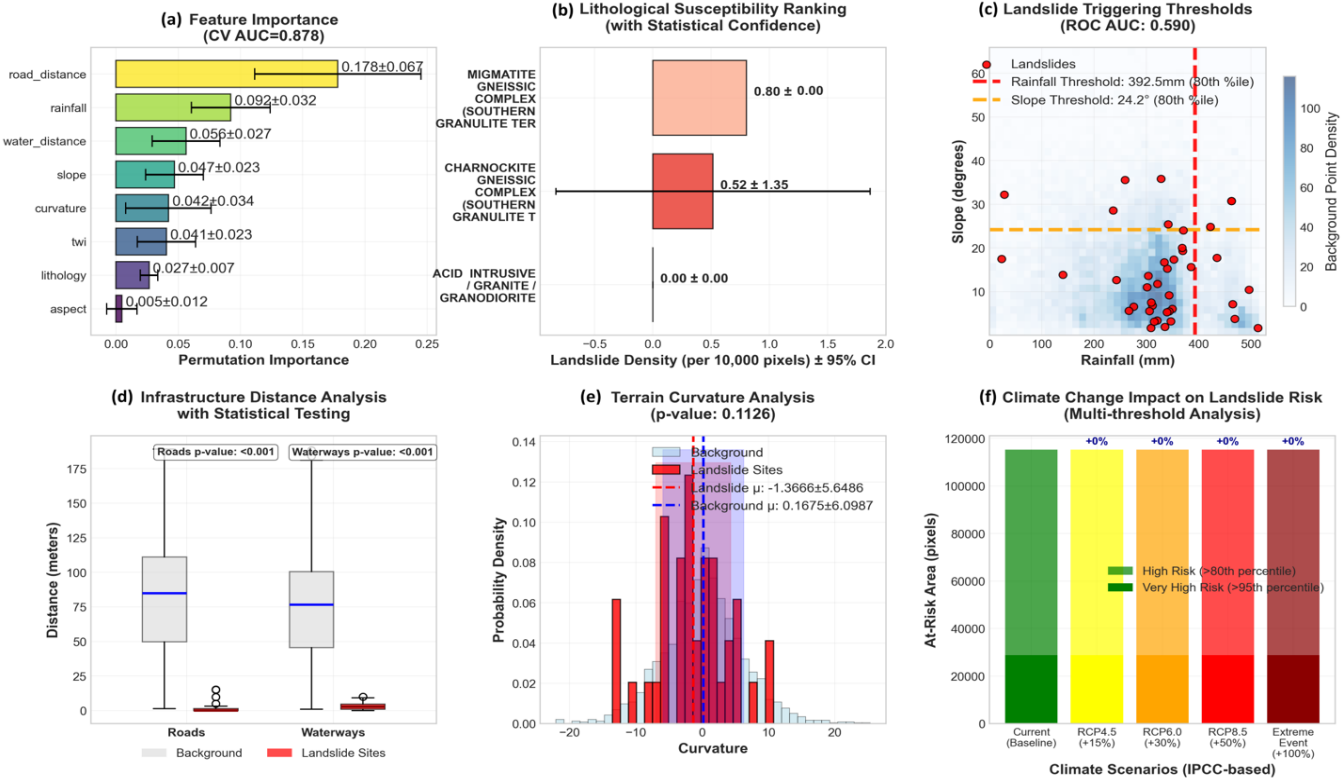 (a) Feature Importance
(CV AUC=0.878)
road_distance
0.178±0.067
rainfall
0.092±0.032
water_distance
0.056±0.027
slope
0.047±0.023
curvature
0.042±0.034
twi
0.041±0.023
lithology
0.027±0.007
aspect
0.005±0.012
0.00 0.05 0.10 0.15 0.20 0.25
Permutation Importance
(b) Lithological Susceptibility Ranking
(with Statistical Confidence)
MIGMATITE
GNEISSIC
COMPLEX
(SOUTHERN
GRANULITE TER
0.80 ± 0.00
CHARNOCKITE
GNEISSIC
COMPLEX
(SOUTHERN
GRANULITE T
0.52 ± 1.35
ACID INTRUSIVE
/ GRANITE /
GRANODIORITE
0.00 ± 0.00
−0.5 0.0 0.5 1.0 1.5 2.0
Landslide Density (per 10,000 pixels) ± 95% CI
(c) Landslide Triggering Thresholds
(ROC AUC: 0.590)
Landslides
Rainfall Threshold: 392.5mm (80th %ile)
Slope Threshold: 24.2° (80th %ile)
60
50
40
30
20
10
Slope (degrees)
0 100 200 300 400 500
Rainfall (mm)
100
80
60
40
20
0
Background Point Density
(d) Infrastructure Distance Analysis
with Statistical Testing
Roads p-value: <0.001
Waterways p-value: <0.001
175
150
125
100
75
50
25
0
Distance (meters)
Roads Waterways
Background Landslide Sites
(e) Terrain Curvature Analysis
(p-value: 0.1126)
Background
Landslide Sites
Landslide μ: -1.3666±5.6486
Background μ: 0.1675±6.0987
0.14
0.12
0.10
0.08
0.06
0.04
0.02
0.00
Probability Density
−20 −10 0 10 20
Curvature
(f) Climate Change Impact on Landslide Risk
(Multi-threshold Analysis)
+0% +0% +0% +0%
120000
100000
80000
60000
40000
20000
0
At-Risk Area (pixels)
High Risk (>80th percentile)
Very High Risk (>95th percentile)
Current
(Baseline)
RCP4.5
(+15%)
RCP6.0
(+30%)
RCP8.5
(+50%)
Extreme
Event
(+100%)
Climate Scenarios (IPCC-based)